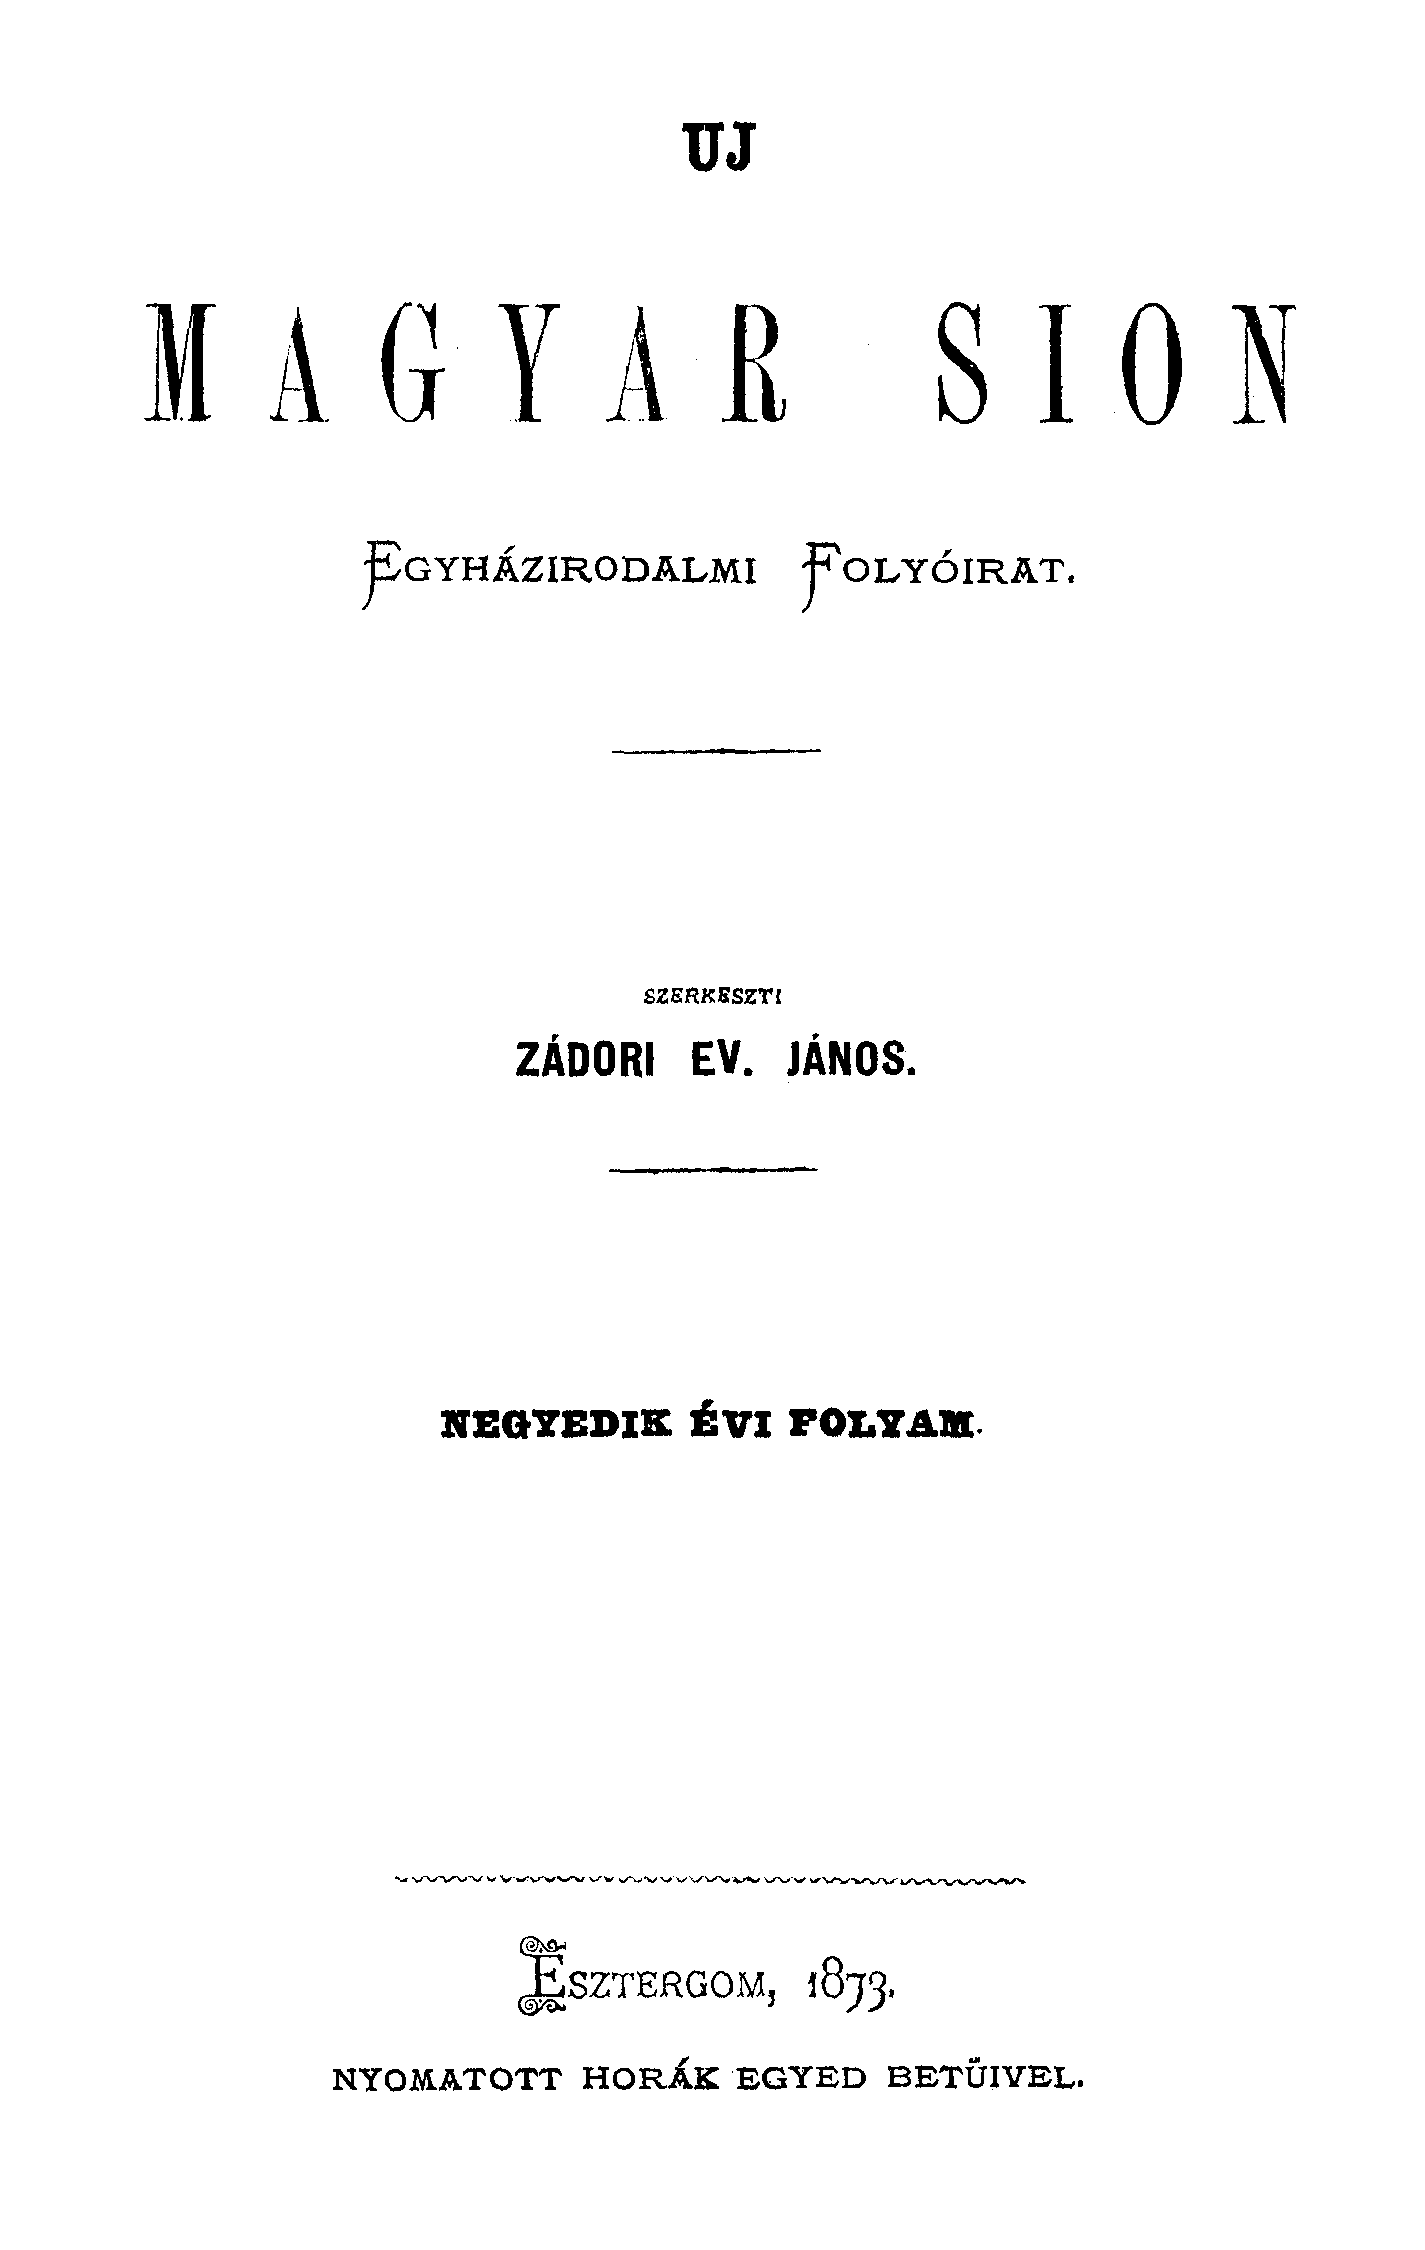 UJ
MAGYAR SION
EGYHÁZIRODALMI FOLYÓIRAT.
SZERKESZTI
ZÁDORI EV. JÁNOS.
NEGYEDIK ÉVI FOLYAM.
ESZTERGOM, 1873.
NYOMATOTT HORÁK EGYED BETŰIVEL.